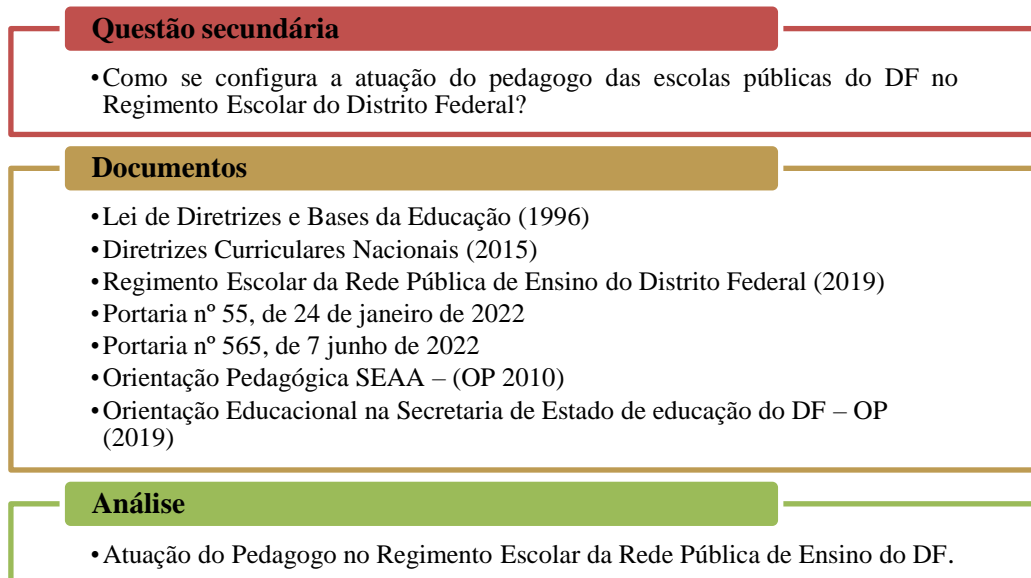 Questão secundária
•Como se configura a atuação do pedagogo das escolas públicas do DF no
Regimento Escolar do Distrito Federal?
Documentos
•Lei de Diretrizes e Bases da Educação (1996)
•Diretrizes Curriculares Nacionais (2015)
•Regimento Escolar da Rede Pública de Ensino do Distrito Federal (2019)
•Portaria nº 55, de 24 de janeiro de 2022
•Portaria nº 565, de 7 junho de 2022
•Orientação Pedagógica SEAA – (OP 2010)
•Orientação Educacional na Secretaria de Estado de educação do DF – OP
(2019)
Análise
•Atuação do Pedagogo no Regimento Escolar da Rede Pública de Ensino do DF.